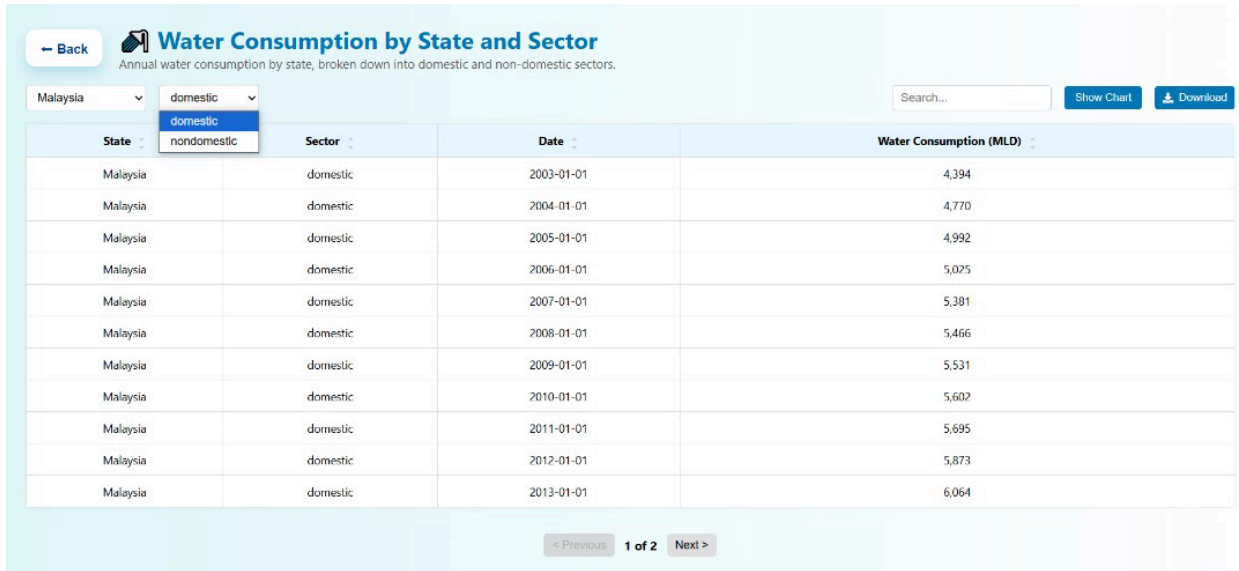 ← Back
Water Consumption by State and Sector
Annual water consumption by state, broken down into domestic and non-domestic sectors.
Malaysia domestic Search... Show Chart Download
domestic
nondomestic
State Sector Date Water Consumption (MLD)
Malaysia domestic 2003-01-01 4,394
Malaysia domestic 2004-01-01 4,770
Malaysia domestic 2005-01-01 4,992
Malaysia domestic 2006-01-01 5,025
Malaysia domestic 2007-01-01 5,381
Malaysia domestic 2008-01-01 5,466
Malaysia domestic 2009-01-01 5,531
Malaysia domestic 2010-01-01 5,602
Malaysia domestic 2011-01-01 5,695
Malaysia domestic 2012-01-01 5,873
Malaysia domestic 2013-01-01 6,064
< Previous 1 of 2 Next >